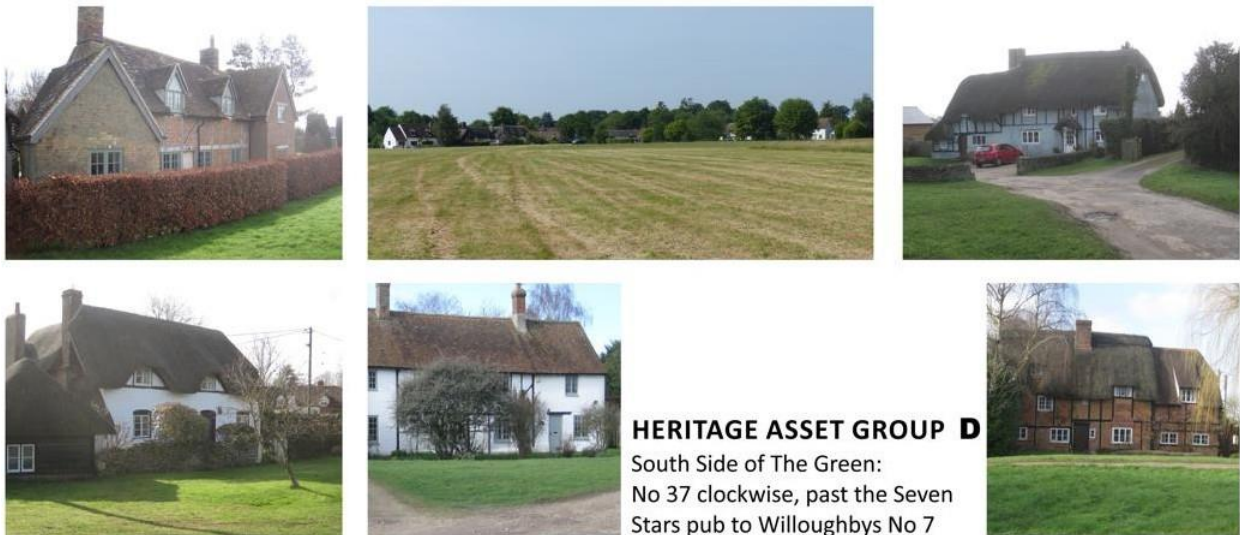 HERITAGE ASSET GROUP D
South Side of The Green:
No 37 clockwise, past the Seven
Stars pub to Willoughbys No 7